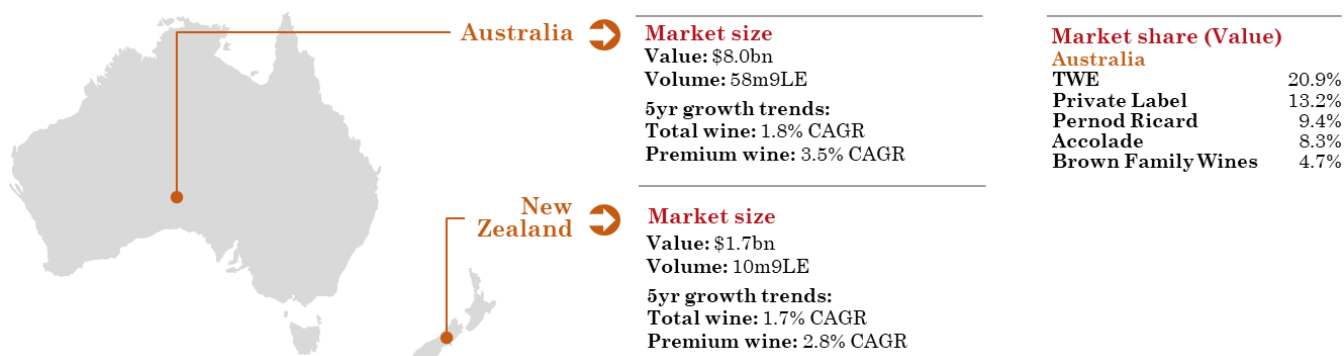 Australia
Market size
Value: $8.0bn
Volume: 58m9LE
5yr growth trends:
Total wine: 1.8% CAGR
Premium wine: 3.5% CAGR
New
Zealand
Market size
Value: $1.7bn
Volume: 10m9LE
5yr growth trends:
Total wine: 1.7% CAGR
Premium wine: 2.8% CAGR
Market share (Value)
Australia
TWE 20.9%
Private Label 13.2%
Pernod Ricard 9.4%
Accolade 8.3%
Brown Family Wines 4.7%